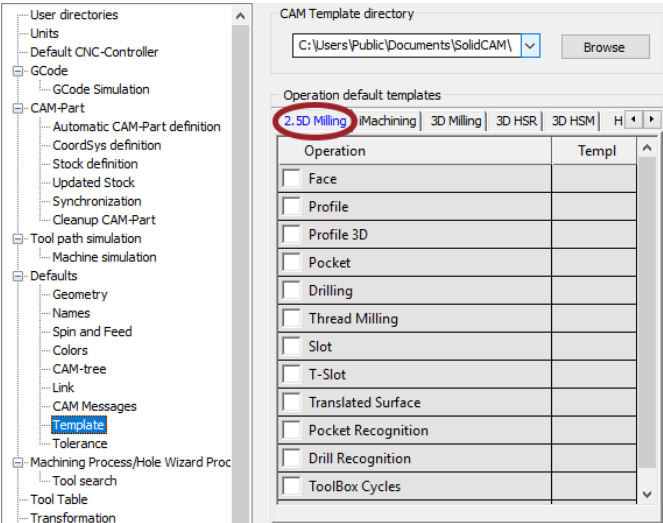 User directories
Units
Default CNC-Controller
GCode
GCode Simulation
CAM-Part
Automatic CAM-Part definition
CoordSys definition
Stock definition
Updated Stock
Synchronization
Cleanup CAM-Part
Tool path simulation
Machine simulation
Defaults
Geometry
Names
Spin and Feed
Colors
CAM-tree
Link
CAM Messages
Template
Tolerance
Machining Process/Hole Wizard Proc
Tool search
Tool Table
Transformation
CAM Template directory
C:\Users\Public\Documents\SolidCAM\
Browse
Operation default templates
2.5D Milling iMachining 3D Milling 3D HSR 3D HSM H
Operation Templ
Face
Profile
Profile 3D
Pocket
Drilling
Thread Milling
Slot
T-Slot
Translated Surface
Pocket Recognition
Drill Recognition
ToolBox Cycles